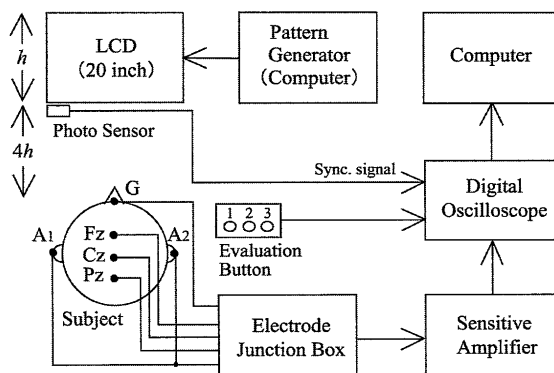 h
LCD
(20 inch)
Pattern
Generator
(Computer)
Computer
4h
Photo Sensor
Sync. signal
Digital
Oscilloscope
G
A1
A2
Fz
Cz
Pz
Subject
1 2 3
Evaluation
Button
Electrode
Junction Box
Sensitive
Amplifier